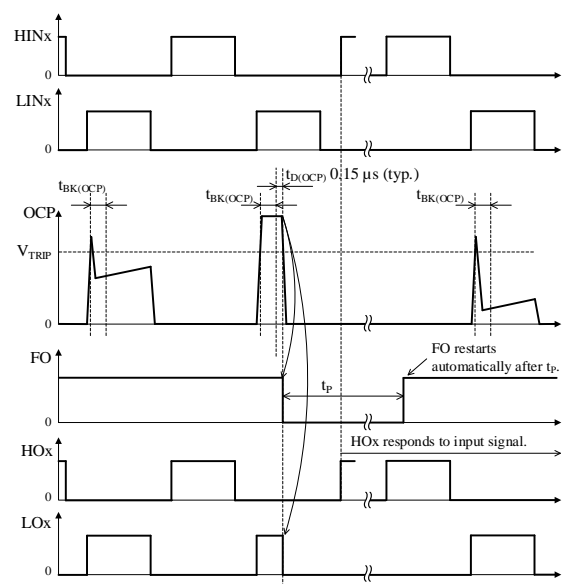 HINx
0
LINx
0
tD(OCP) 0.15 µs (typ.)
tBK(OCP)
tBK(OCP)
tBK(OCP)
OCP
VTRIP
0
FO
FO restarts
automatically after tP.
tP
0
HOx
HOx responds to input signal.
0
LOx
0